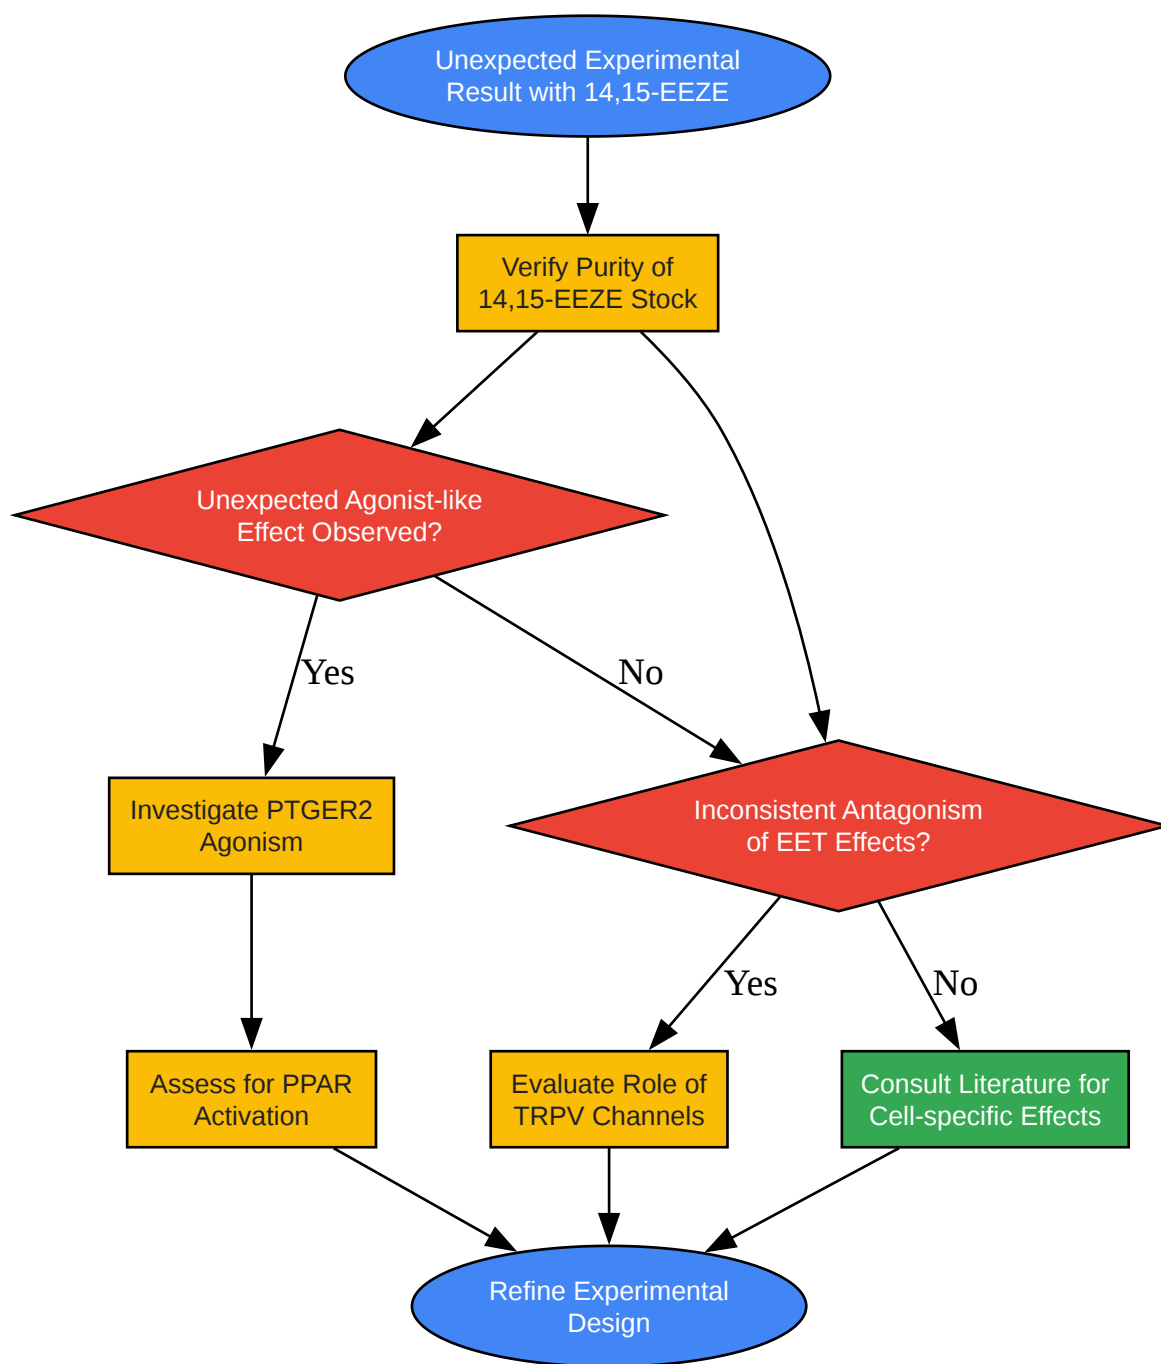 Unexpected Experimental
Result with 14,15-EEZE
Verify Purity of
14,15-EEZE Stock
Unexpected Agonist-like
Effect Observed?
Yes
No
Investigate PTGER2
Agonism
Inconsistent Antagonism
of EET Effects?
Yes
No
Assess for PPAR
Activation
Evaluate Role of
TRPV Channels
Consult Literature for
Cell-specific Effects
Refine Experimental
Design